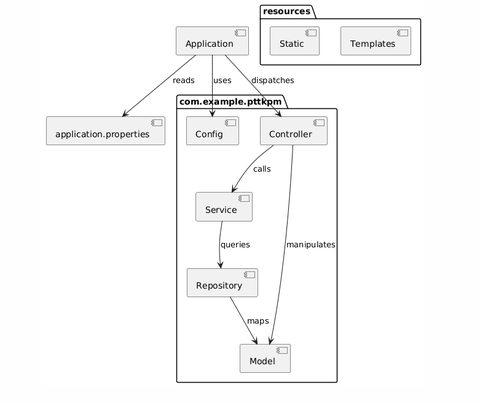 resources
Application
Static
Templates
reads
uses
dispatches
com.example.pttkpm
application.properties
Config
Controller
calls
Service
queries
manipulates
Repository
maps
Model